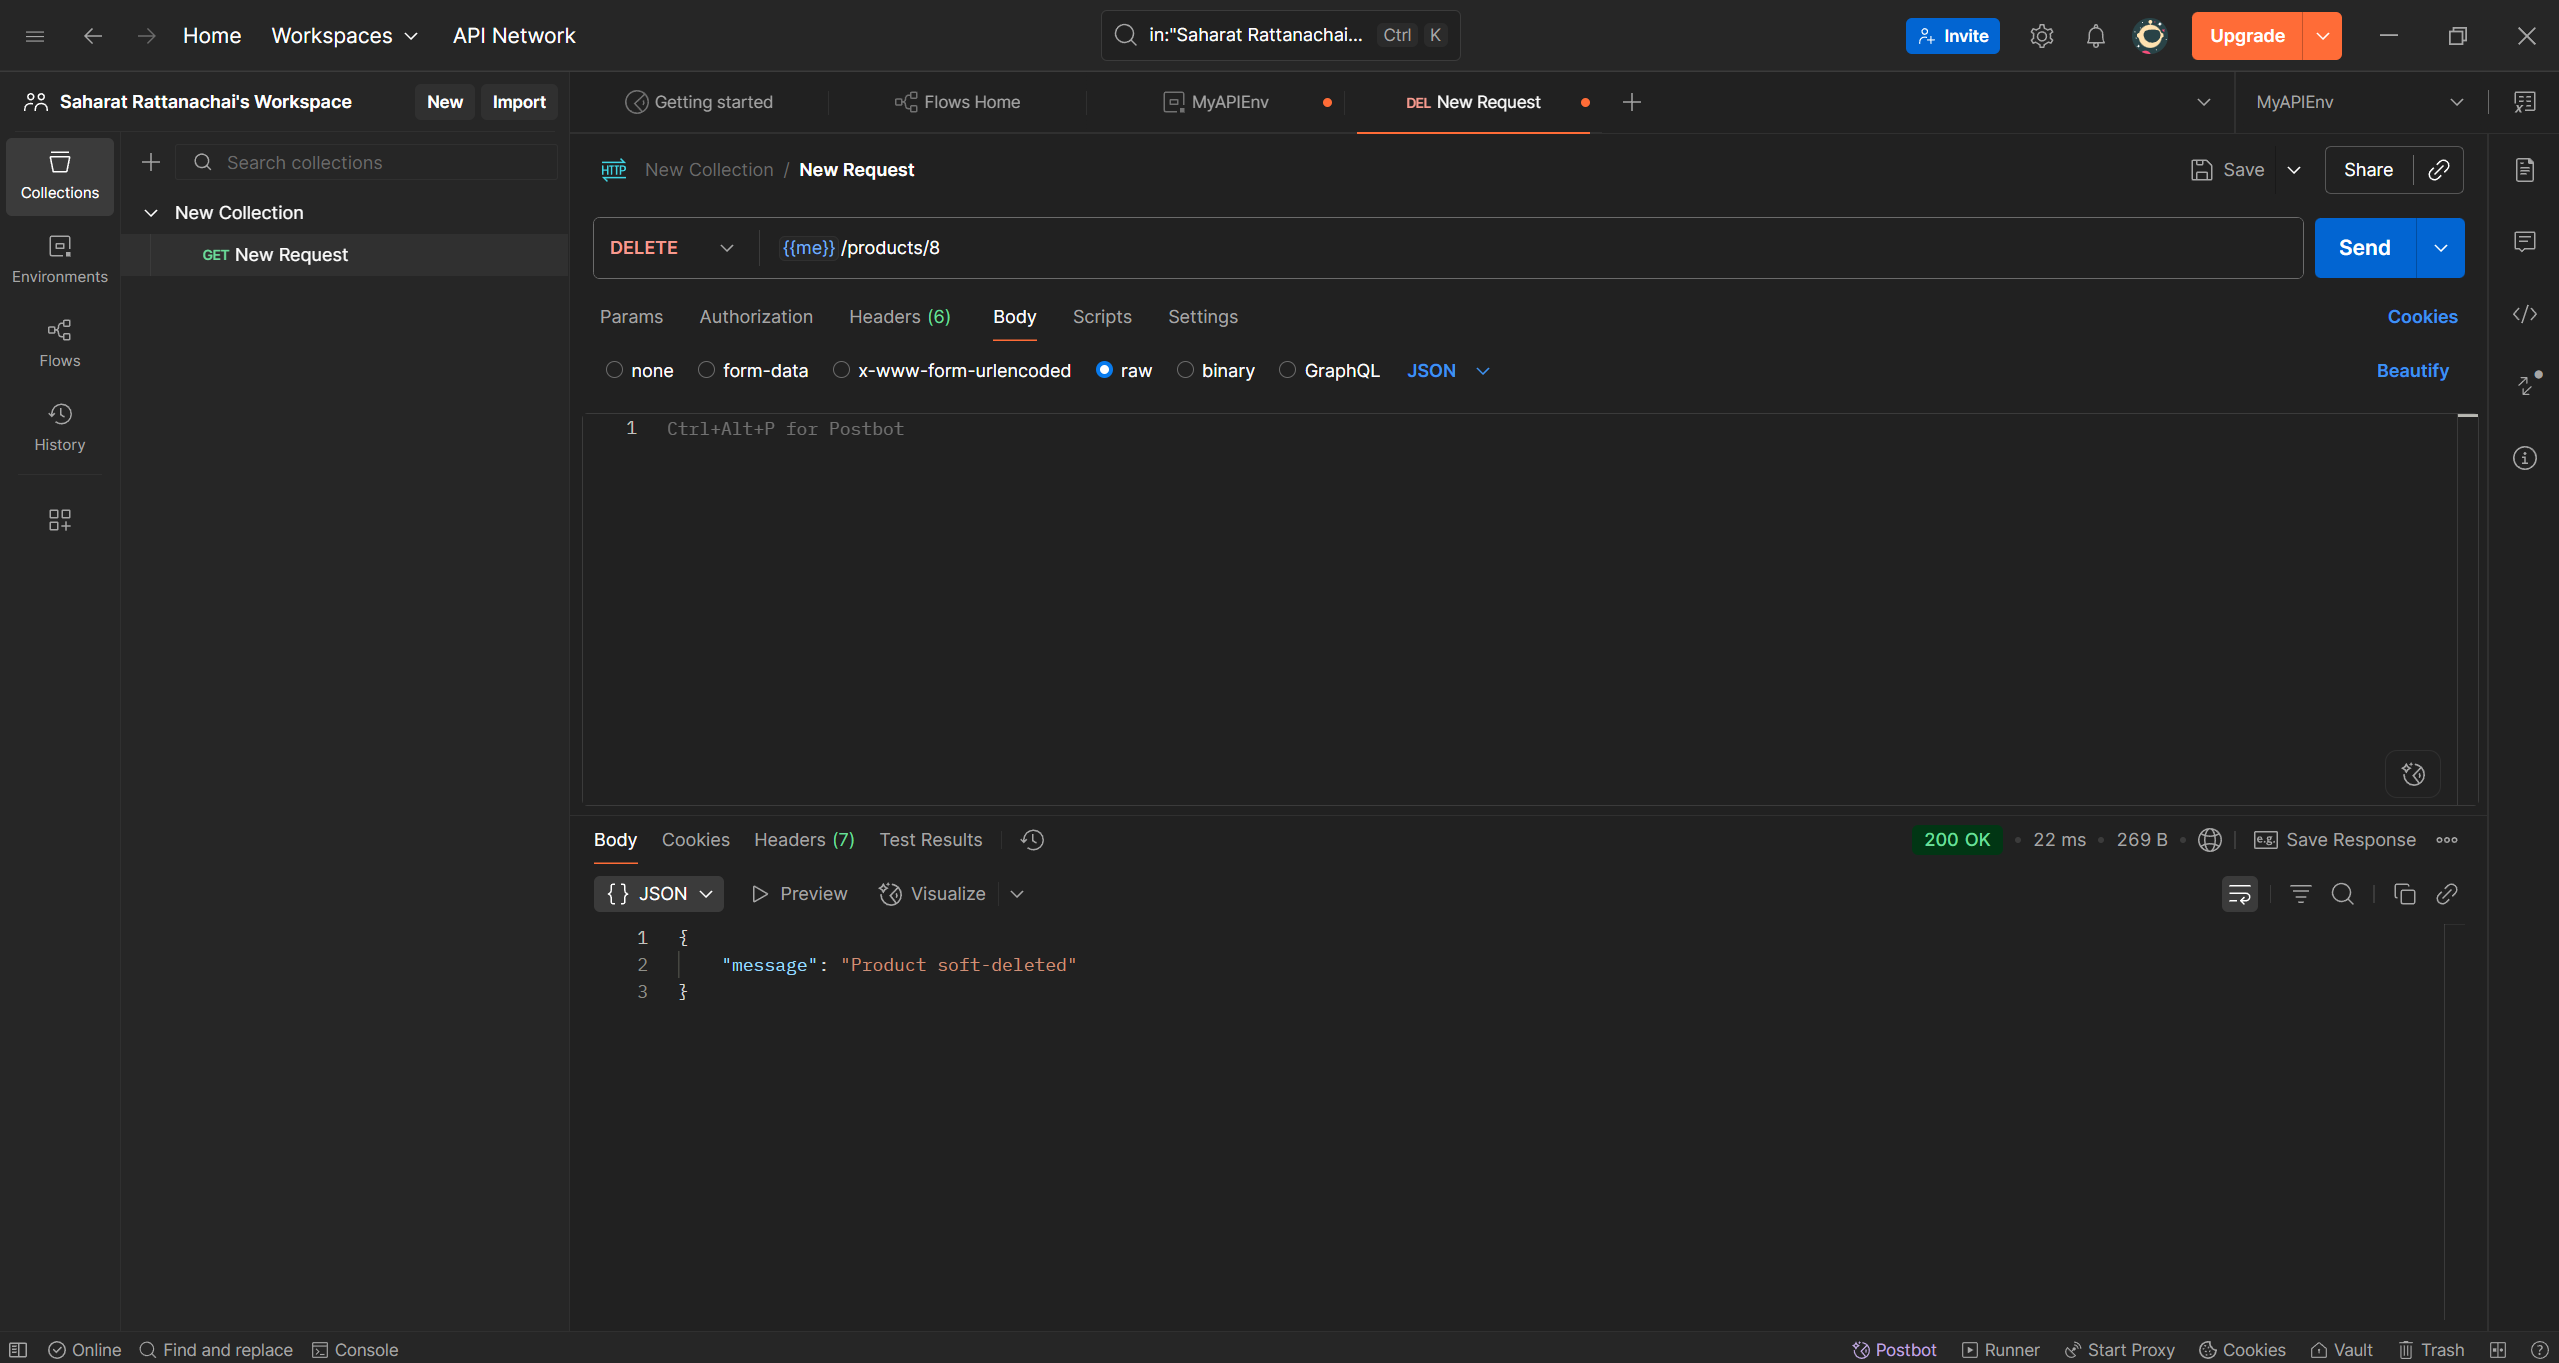 Home Workspaces API Network in:"Saharat Rattanachai... Ctrl K Invite Upgrade
Saharat Rattanachai's Workspace New Import Getting started Flows Home MyAPIEnv DEL New Request MyAPIEnv
Collections
Environments
Flows
History
Search collections
New Collection
GET New Request
HTTP New Collection / New Request Save Share
DELETE {{me}} /products/8 Send
Params Authorization Headers (6) Body Scripts Settings Cookies
none form-data x-www-form-urlencoded raw binary GraphQL JSON Beautify
1 Ctrl+Alt+P for Postbot
Body Cookies Headers (7) Test Results 200 OK 22 ms 269 B e.g. Save Response
{} JSON Preview Visualize
1 {
2 "message": "Product soft-deleted"
3 }
Online Find and replace Console Postbot Runner Start Proxy Cookies Vault Trash